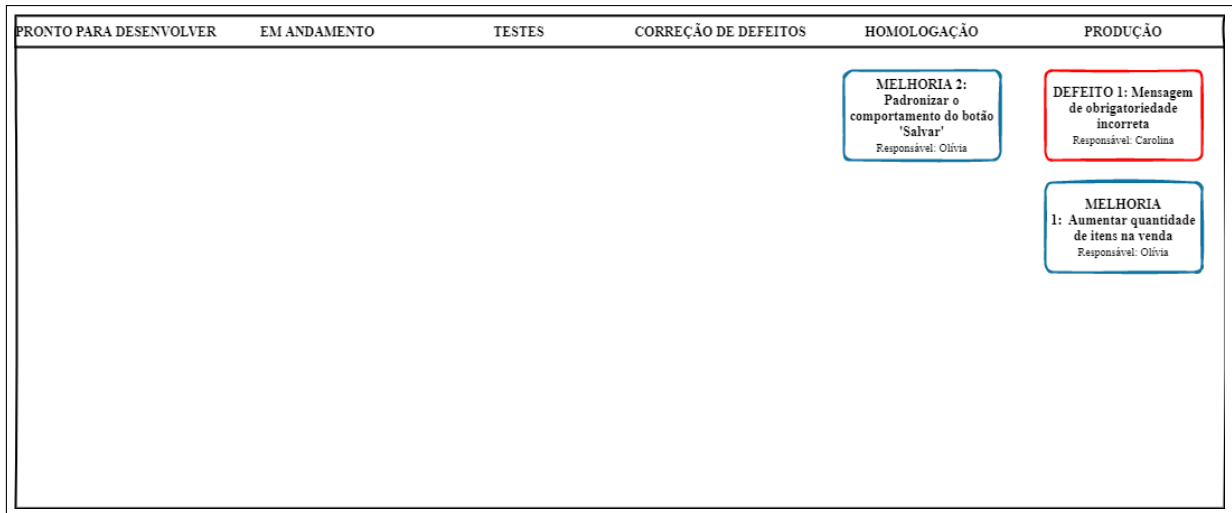 PRONTO PARA DESENVOLVER EM ANDAMENTO TESTES CORREÇÃO DE DEFEITOS HOMOLOGAÇÃO PRODUÇÃO
MELHORIA 2:
Padronizar o
comportamento do botão
'Salvar'
Responsável: Olívia
DEFEITO 1: Mensagem
de obrigatoriedade
incorreta
Responsável: Carolina
MELHORIA
1: Aumentar quantidade
de itens na venda
Responsável: Olívia